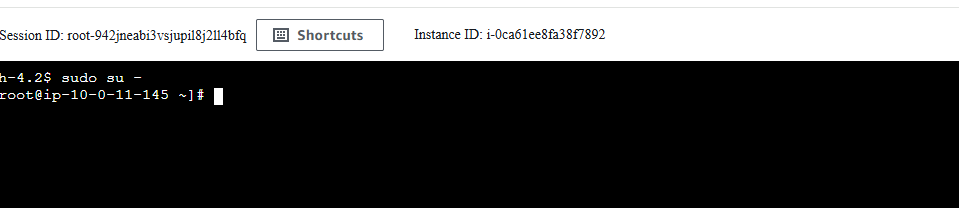 Session ID: root-942jneabi3vsjupil8j2ll4bfq Shortcuts Instance ID: i-0ca61ee8fa38f7892
h-4.2$ sudo su -
root@ip-10-0-11-145 ~]#